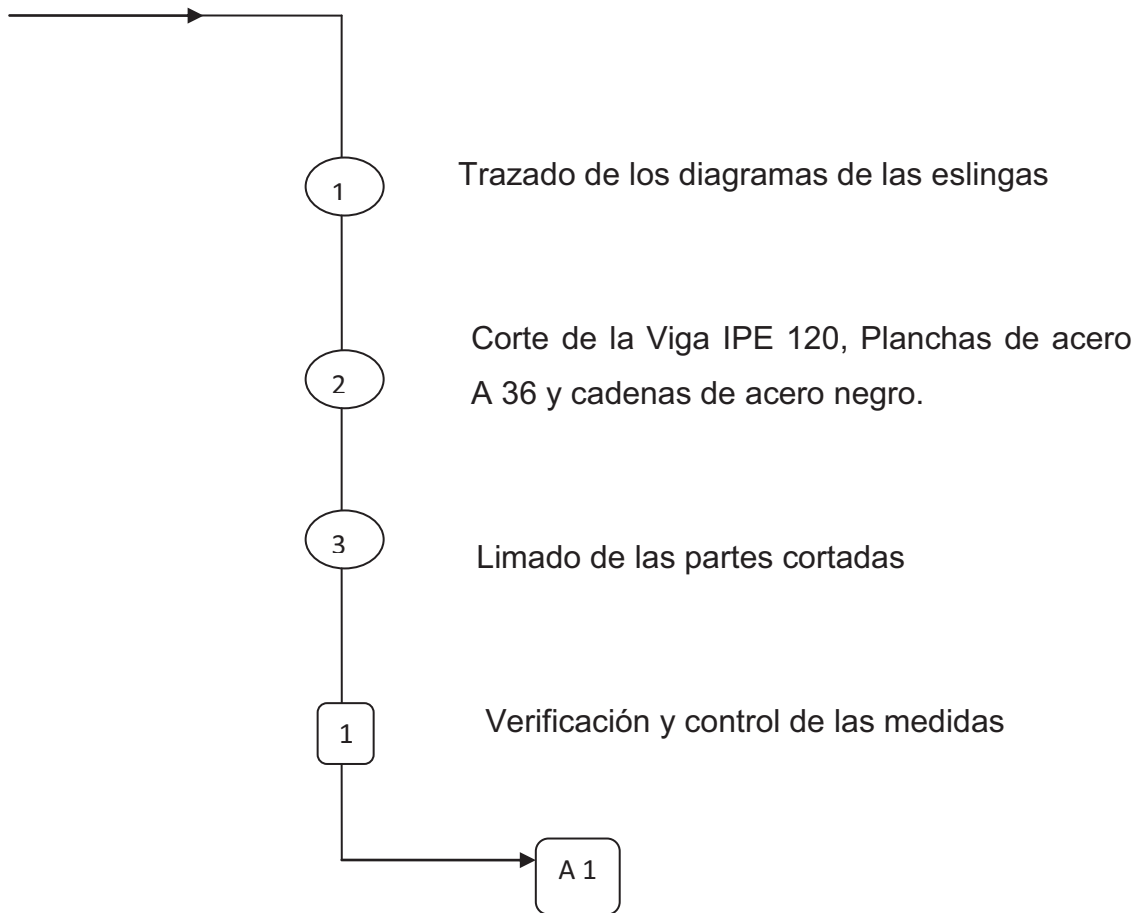 1
Trazado de los diagramas de las eslingas
2
Corte de la Viga IPE 120, Planchas de acero
A 36 y cadenas de acero negro.
3
Limado de las partes cortadas
1
Verificación y control de las medidas
A 1